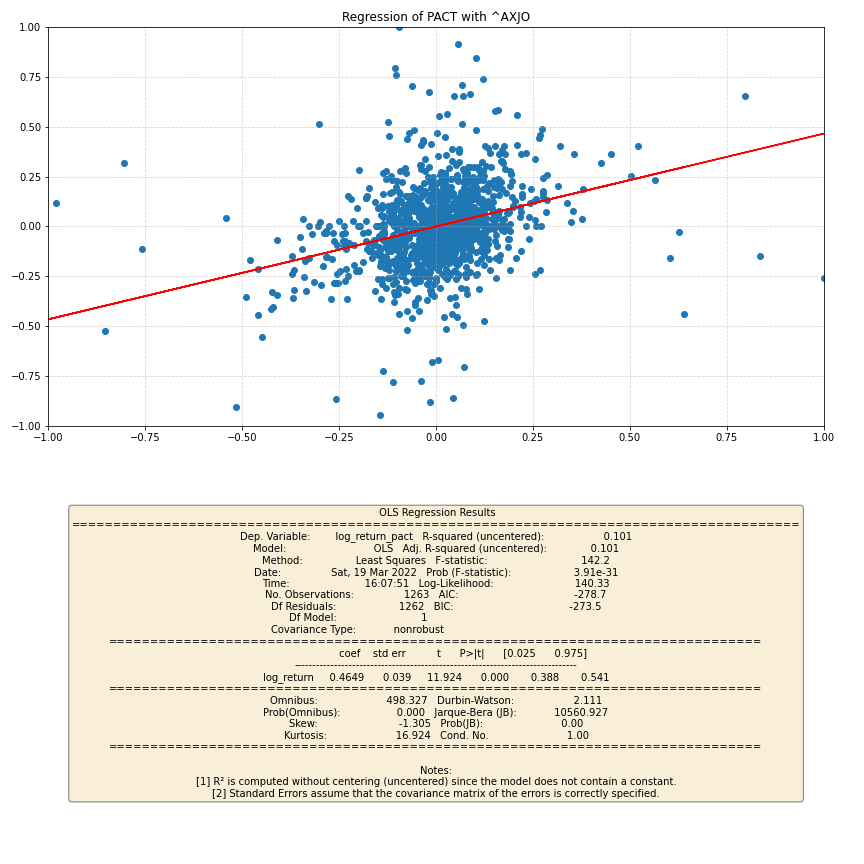 Regression of PACT with ^AXJO
1.00
0.75
0.50
0.25
0.00
−0.25
−0.50
−0.75
−1.00
−1.00 −0.75 −0.50 −0.25 0.00 0.25 0.50 0.75 1.00
OLS Regression Results
==============================================================================
Dep. Variable: log_return_pact R-squared (uncentered): 0.101
Model: OLS Adj. R-squared (uncentered): 0.101
Method: Least Squares F-statistic: 142.2
Date: Sat, 19 Mar 2022 Prob (F-statistic): 3.91e-31
Time: 16:07:51 Log-Likelihood: 140.33
No. Observations: 1263 AIC: -278.7
Df Residuals: 1262 BIC: -273.5
Df Model: 1
Covariance Type: nonrobust
==============================================================================
coef std err t P>|t| [0.025 0.975]
------------------------------------------------------------------------------
log_return 0.4649 0.039 11.924 0.000 0.388 0.541
==============================================================================
Omnibus: 498.327 Durbin-Watson: 2.111
Prob(Omnibus): 0.000 Jarque-Bera (JB): 10560.927
Skew: -1.305 Prob(JB): 0.00
Kurtosis: 16.924 Cond. No. 1.00
==============================================================================
Notes:
[1] R² is computed without centering (uncentered) since the model does not contain a constant.
[2] Standard Errors assume that the covariance matrix of the errors is correctly specified.